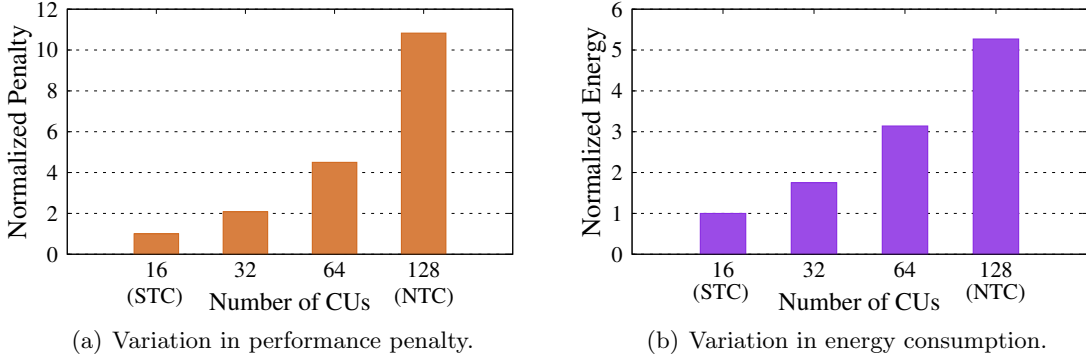 12
10
8
6
4
2
0
Normalized Penalty
16
(STC)
32
64
128
(NTC)
Number of CUs
(a) Variation in performance penalty.
6
5
4
3
2
1
0
Normalized Energy
16
(STC)
32
64
128
(NTC)
Number of CUs
(b) Variation in energy consumption.